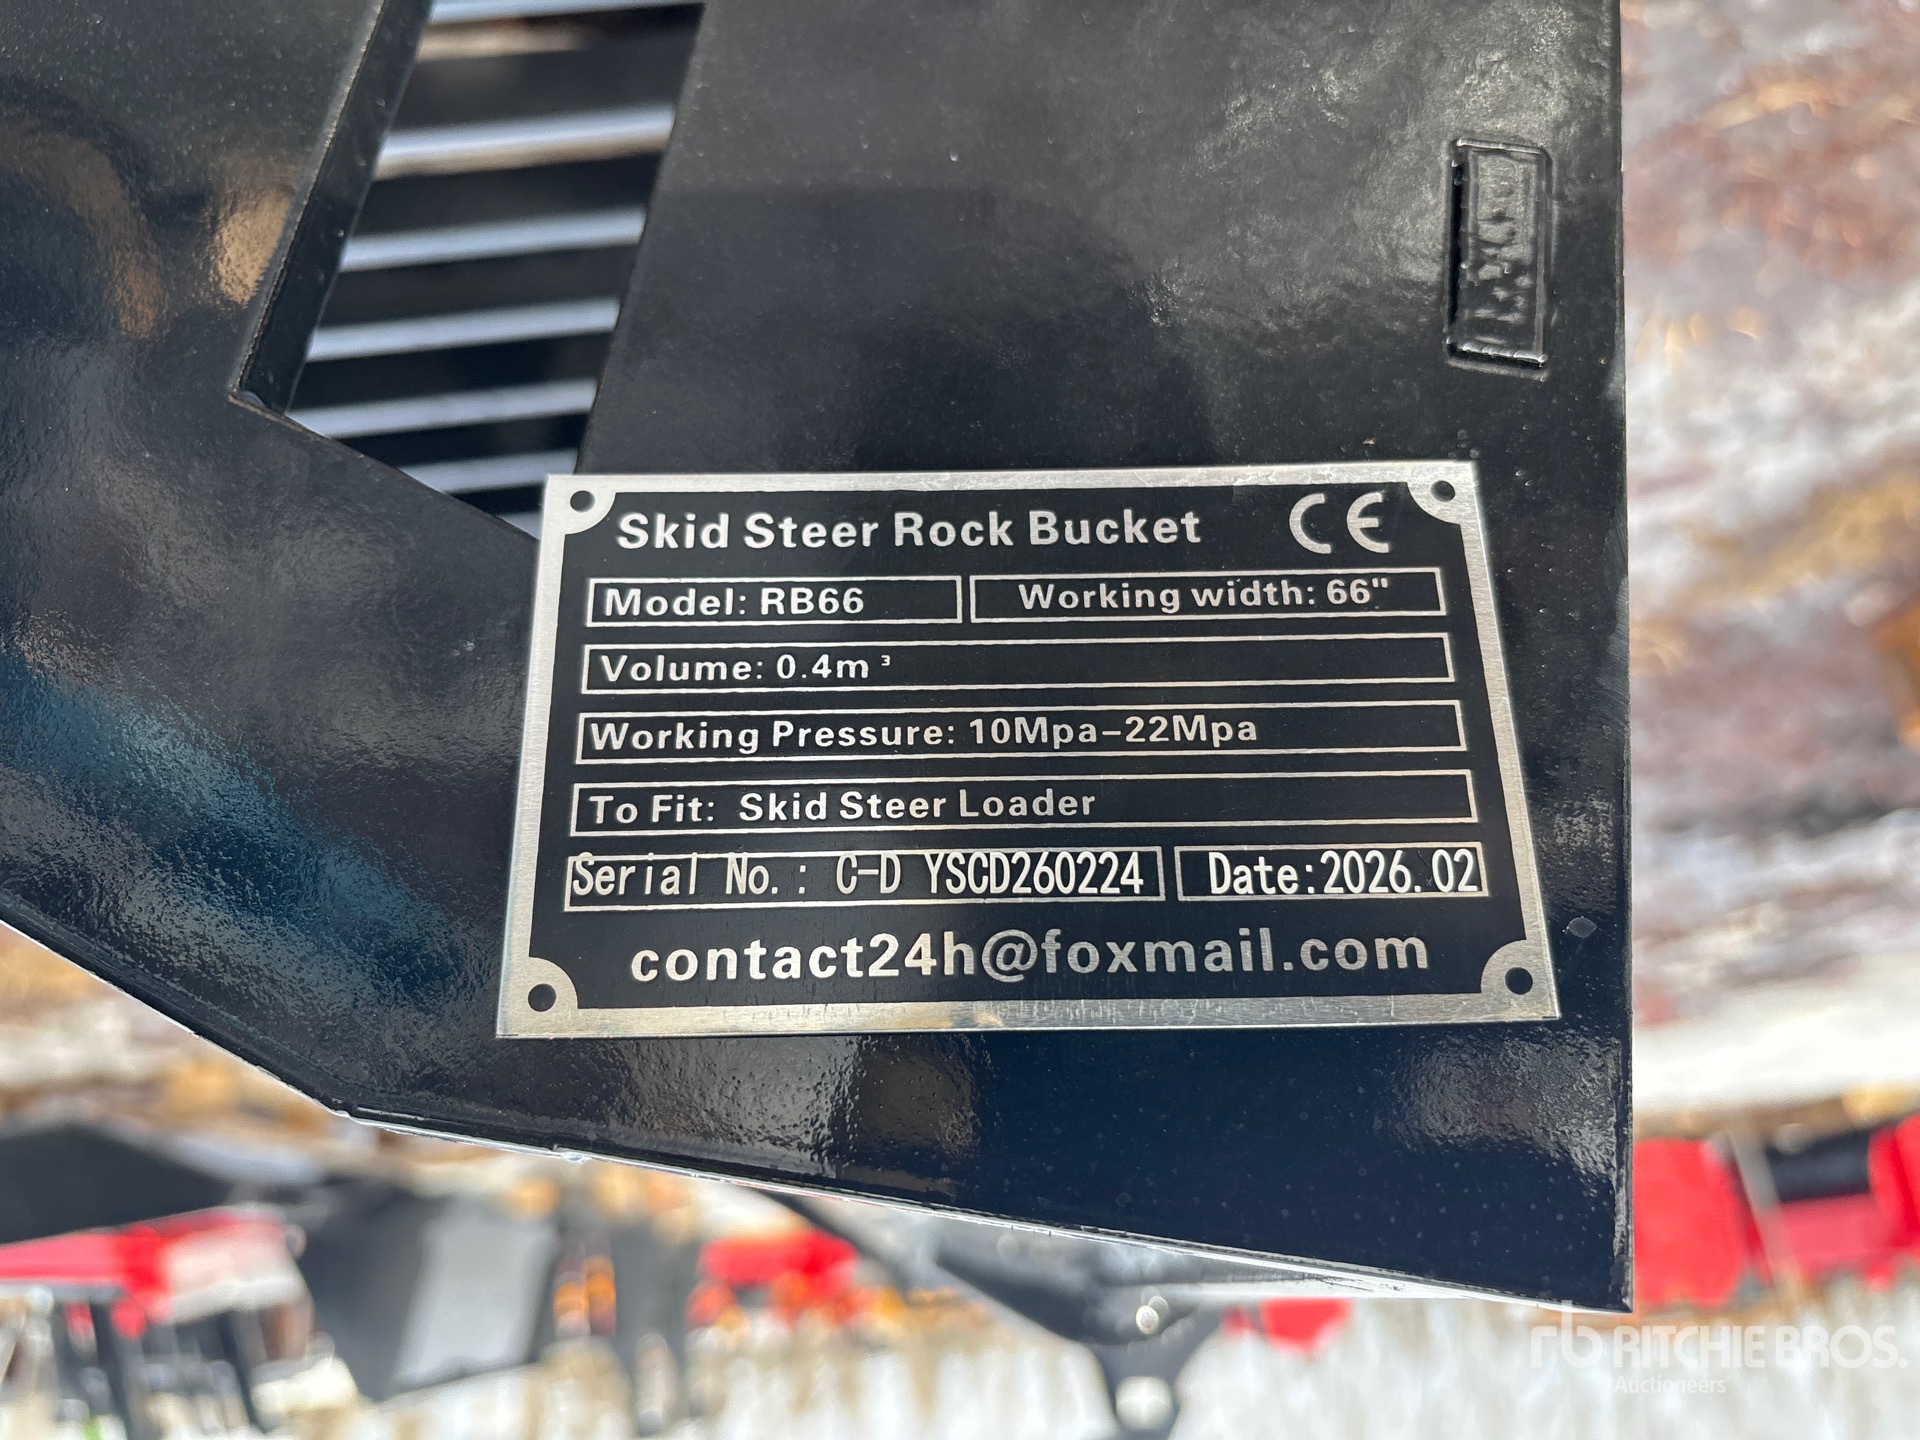 Skid Steer Rock Bucket CE
Model: RB66 Working width: 66"
Volume: 0.4m³
Working Pressure: 10Mpa-22Mpa
To Fit: Skid Steer Loader
Serial No.: C-D YSCD260224 Date:2026.02
contact24h@foxmail.com
rb RITCHIE BROS.
Auctioneers